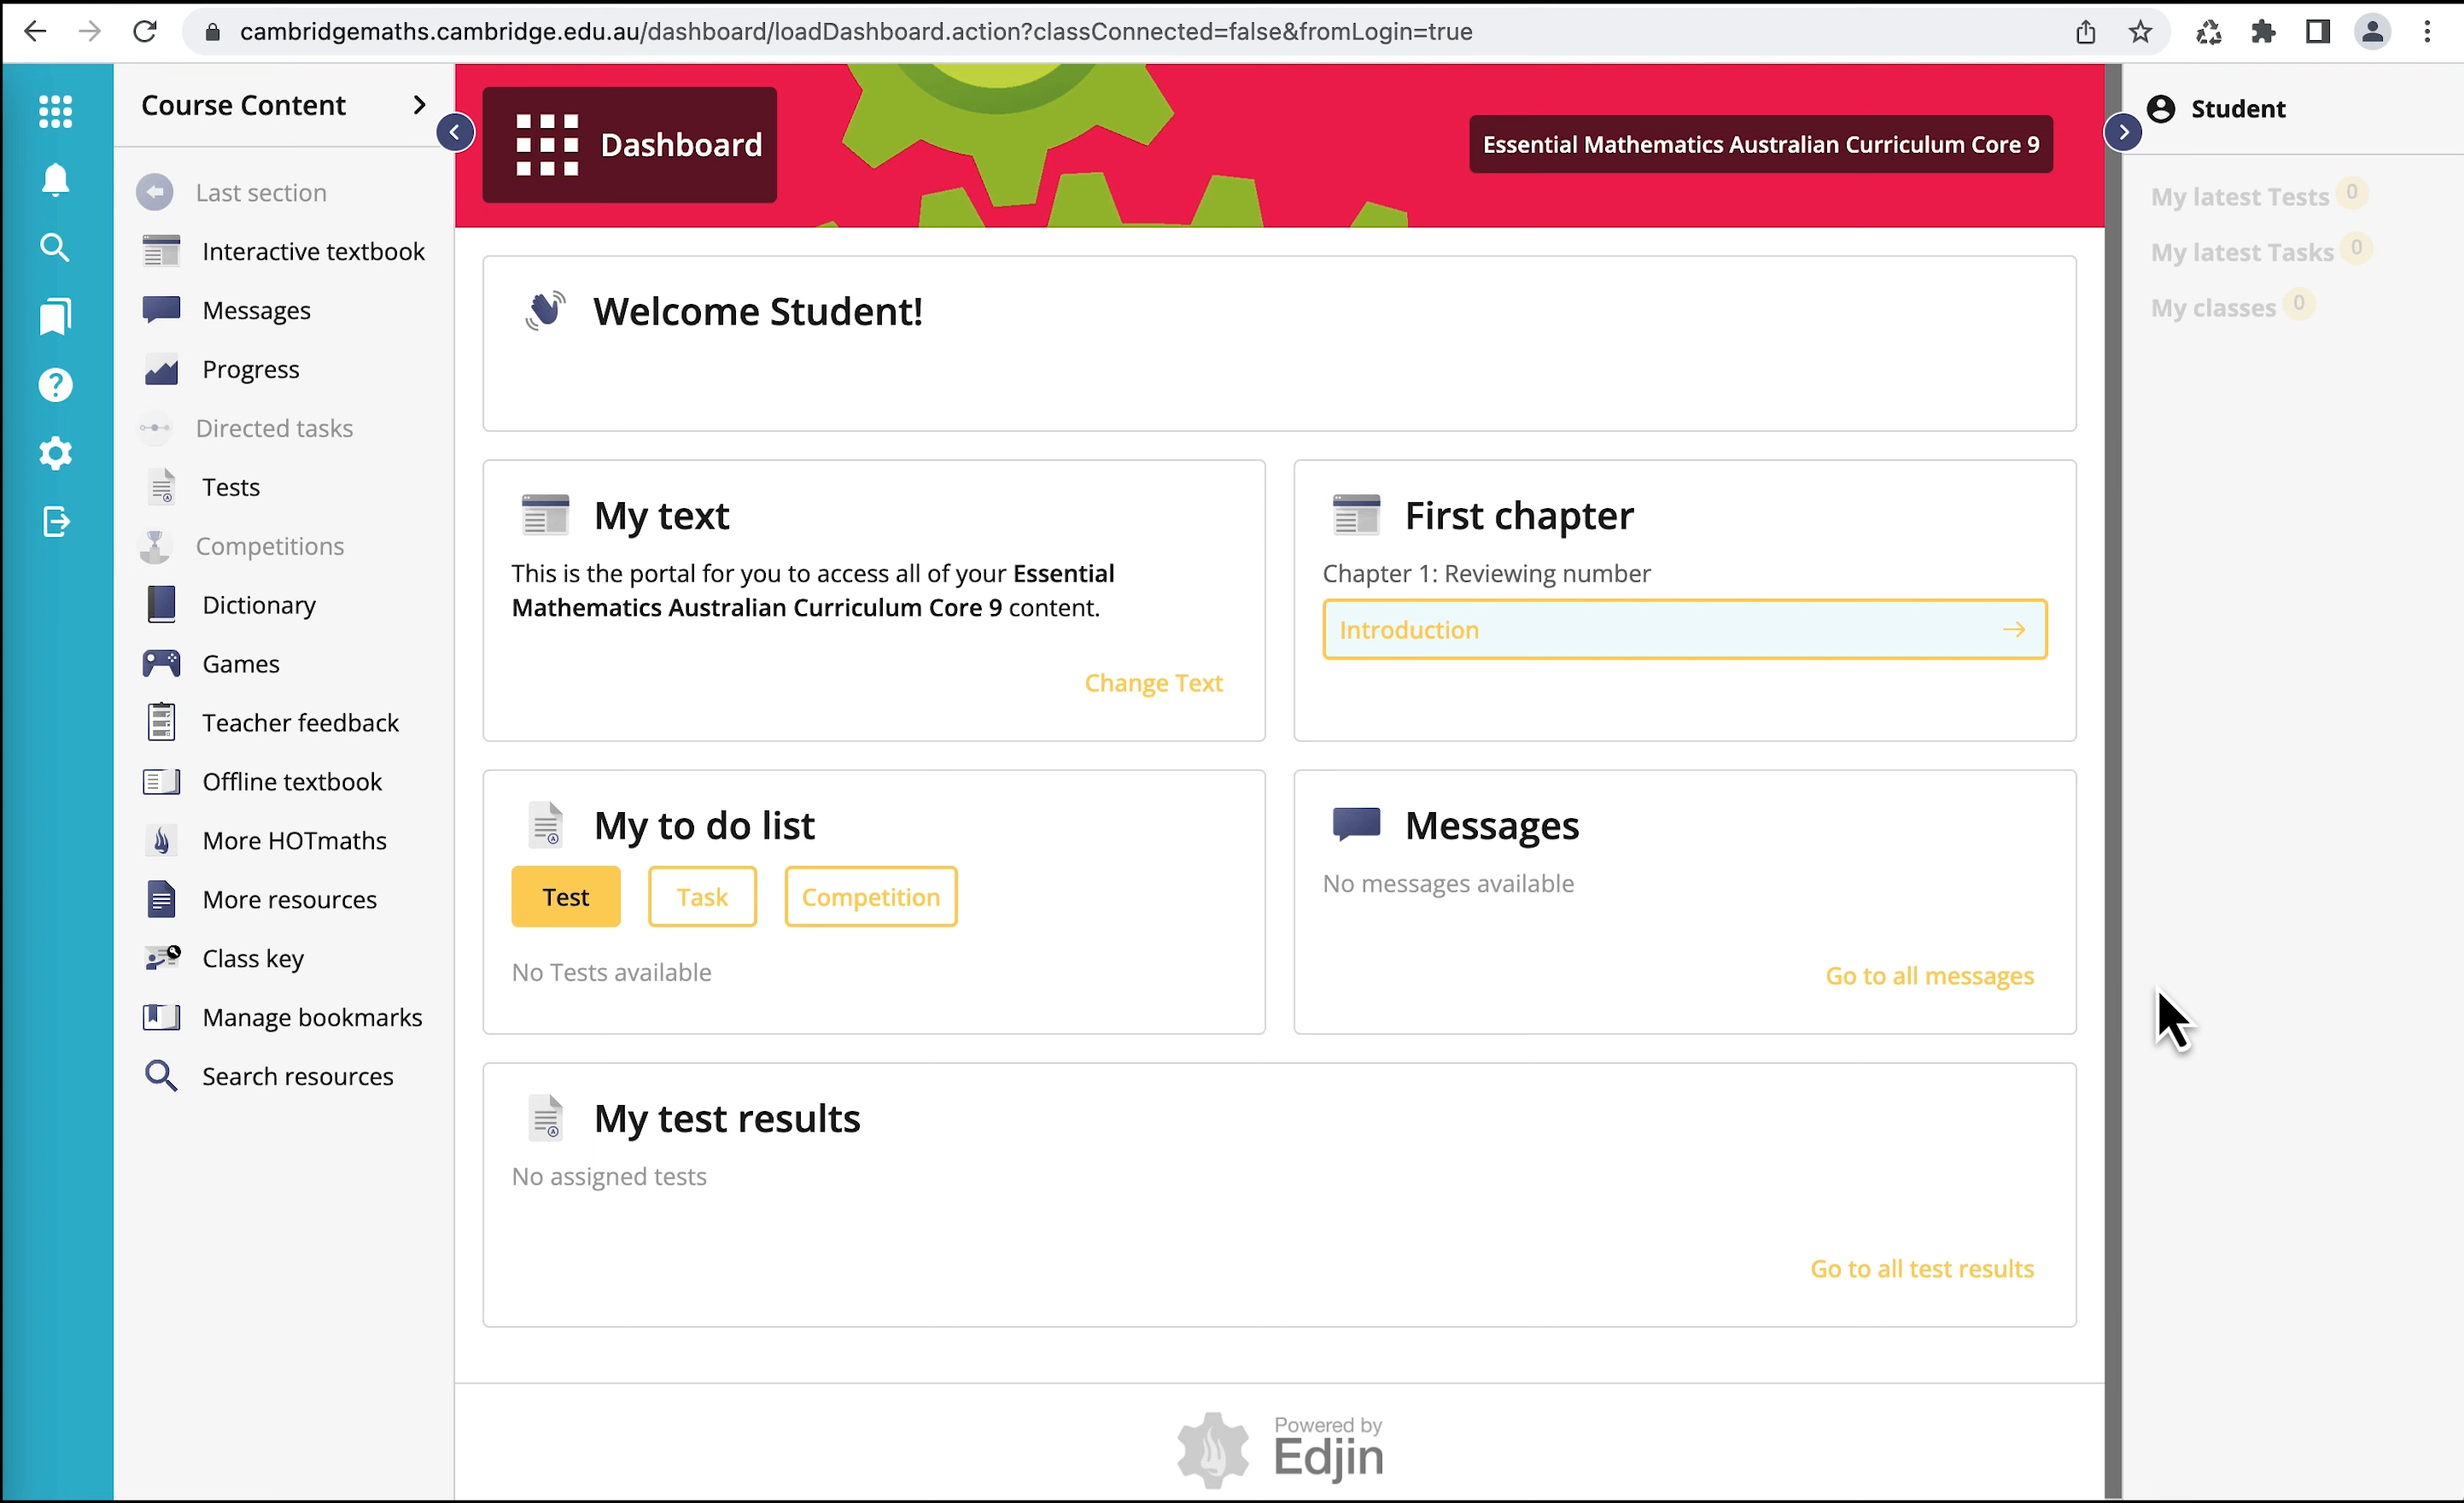 cambridgemaths.cambridge.edu.au/dashboard/loadDashboard.action?classConnected=false&fromLogin=true
Course Content
Last section
Interactive textbook
Messages
Progress
Directed tasks
Tests
Competitions
Dictionary
Games
Teacher feedback
Offline textbook
More HOTmaths
More resources
Class key
Manage bookmarks
Search resources
Dashboard
Essential Mathematics Australian Curriculum Core 9
Welcome Student!
My text
This is the portal for you to access all of your Essential
Mathematics Australian Curriculum Core 9 content.
Change Text
First chapter
Chapter 1: Reviewing number
Introduction
My to do list
Test
Task
Competition
No Tests available
Messages
No messages available
Go to all messages
My test results
No assigned tests
Go to all test results
Powered by
Edjin
Student
My latest Tests 0
My latest Tasks 0
My classes 0